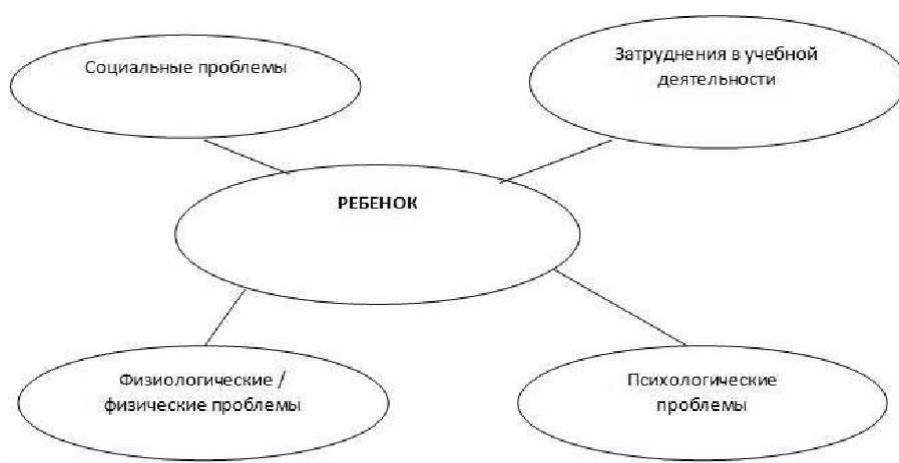 Социальные проблемы
Затруднения в учебной
деятельности
РЕБЕНОК
Физиологические /
физические проблемы
Психологические
проблемы